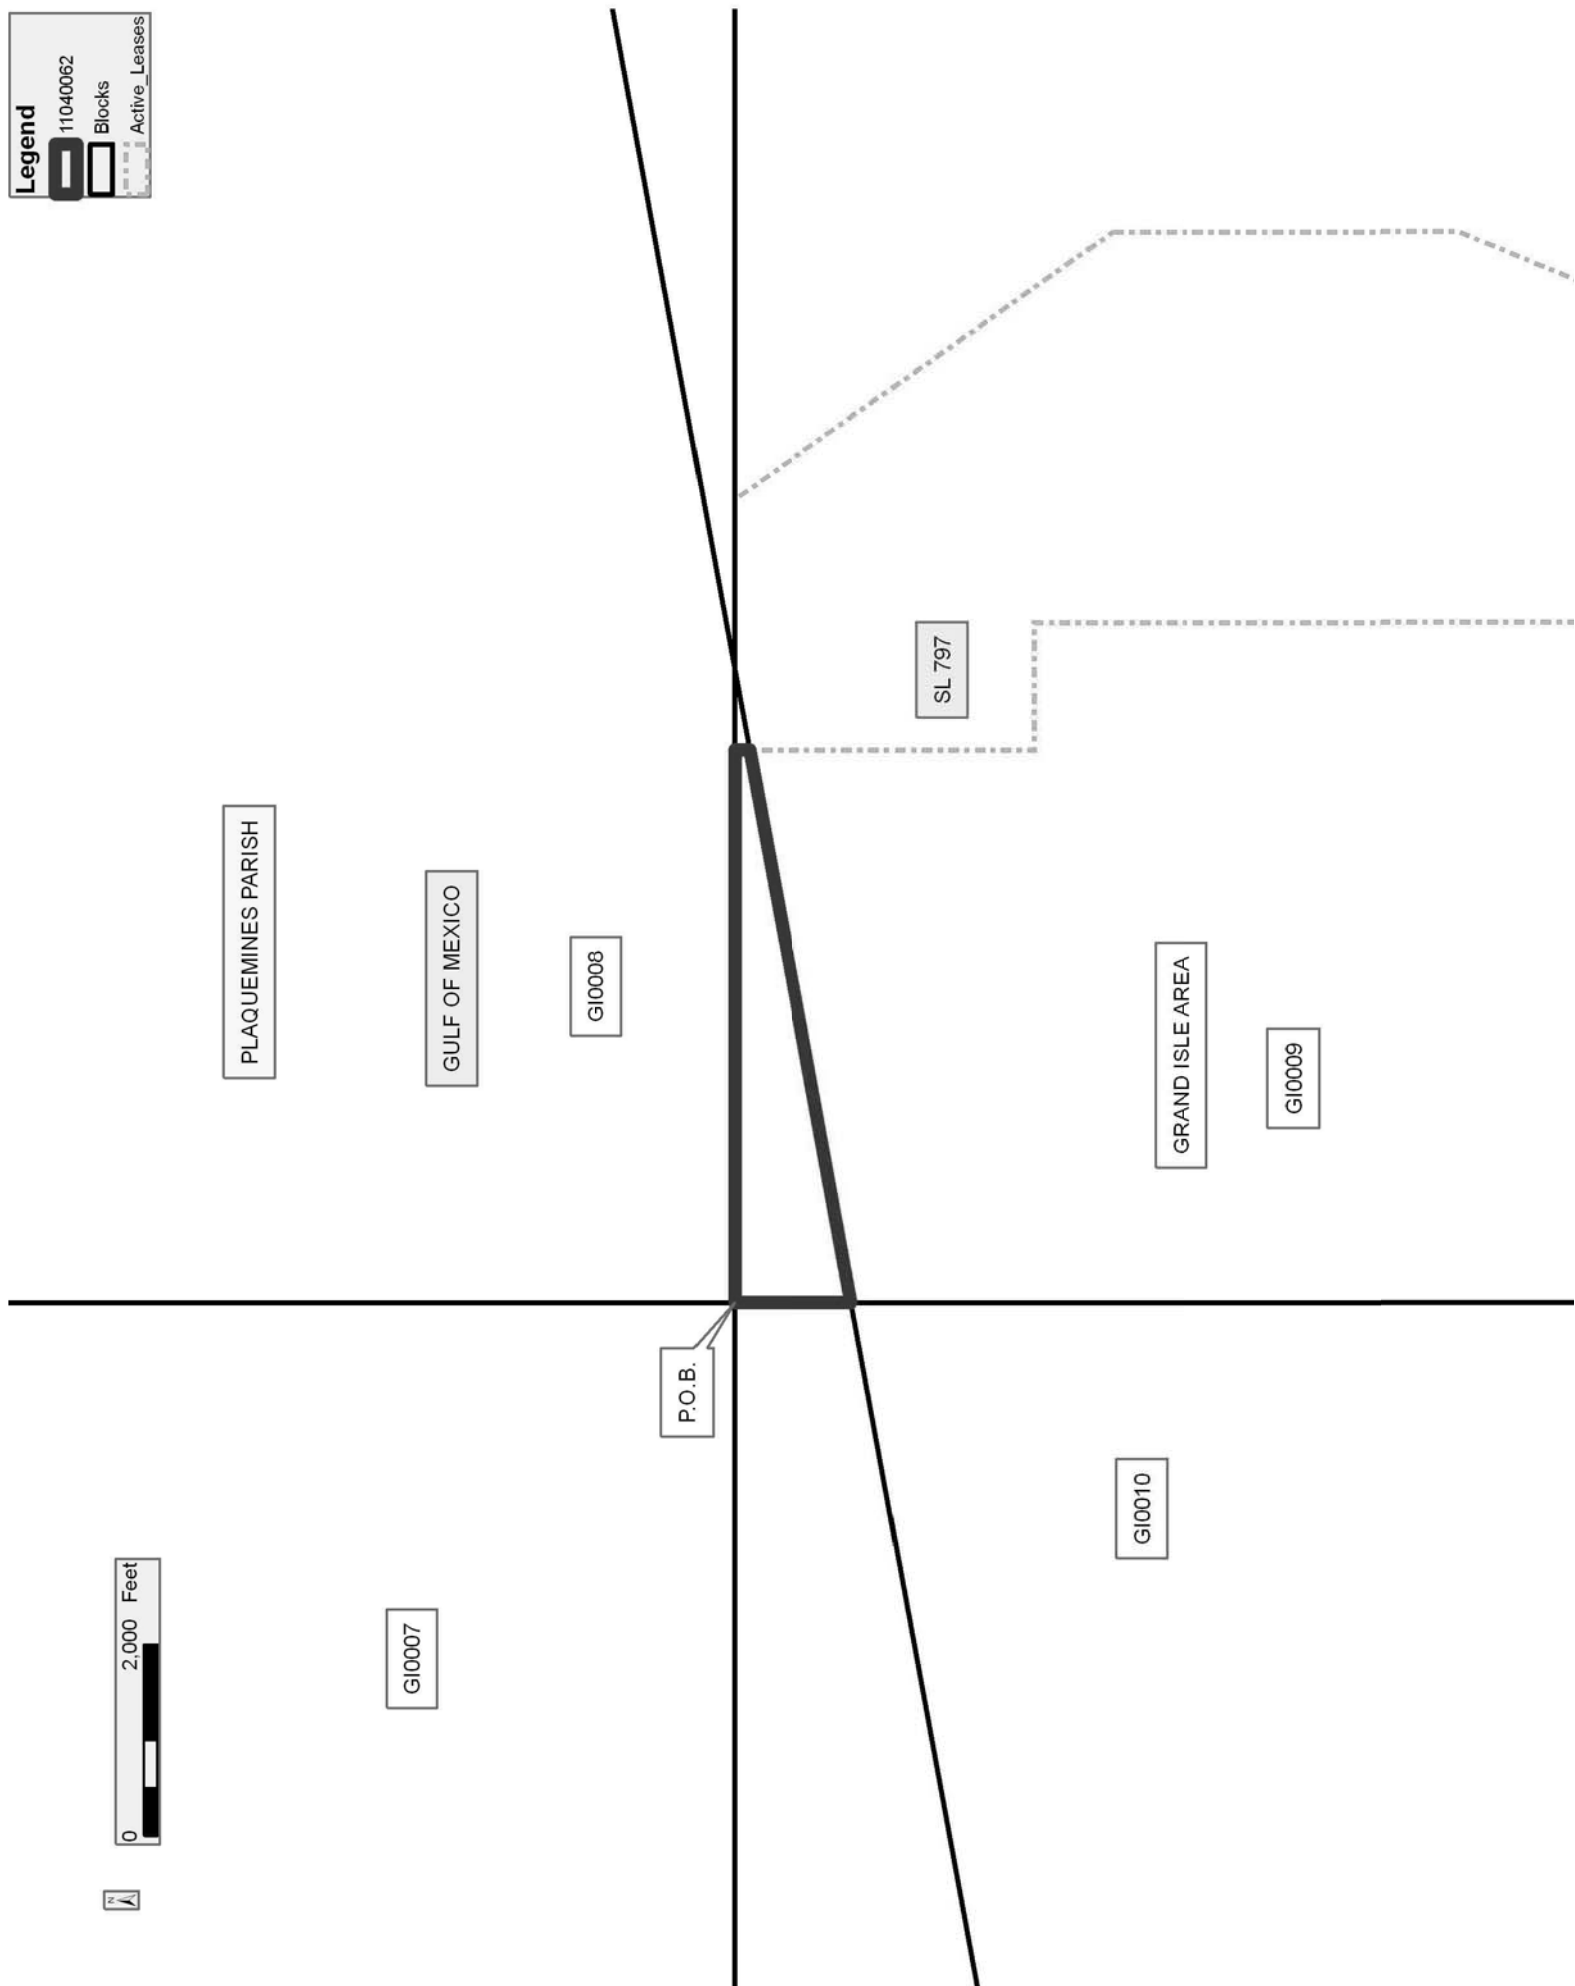 N
0 2,000 Feet
Legend
11040062
Blocks
Active_Leases
PLAQUEMINES PARISH
GULF OF MEXICO
GI0007
GI0008
P.O.B.
SL 797
GI0010
GRAND ISLE AREA
GI0009